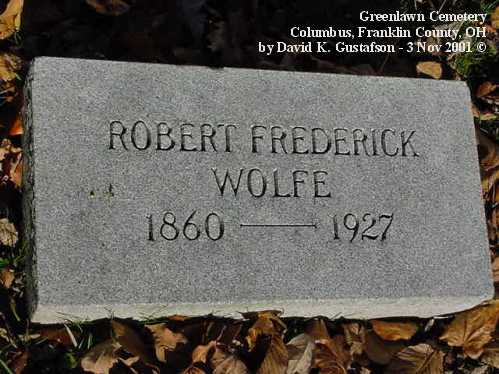 Greenlawn Cemetery
Columbus, Franklin County, OH
by David K. Gustafson - 3 Nov 2001 ©
ROBERT FREDERICK
WOLFE
1860 — 1927